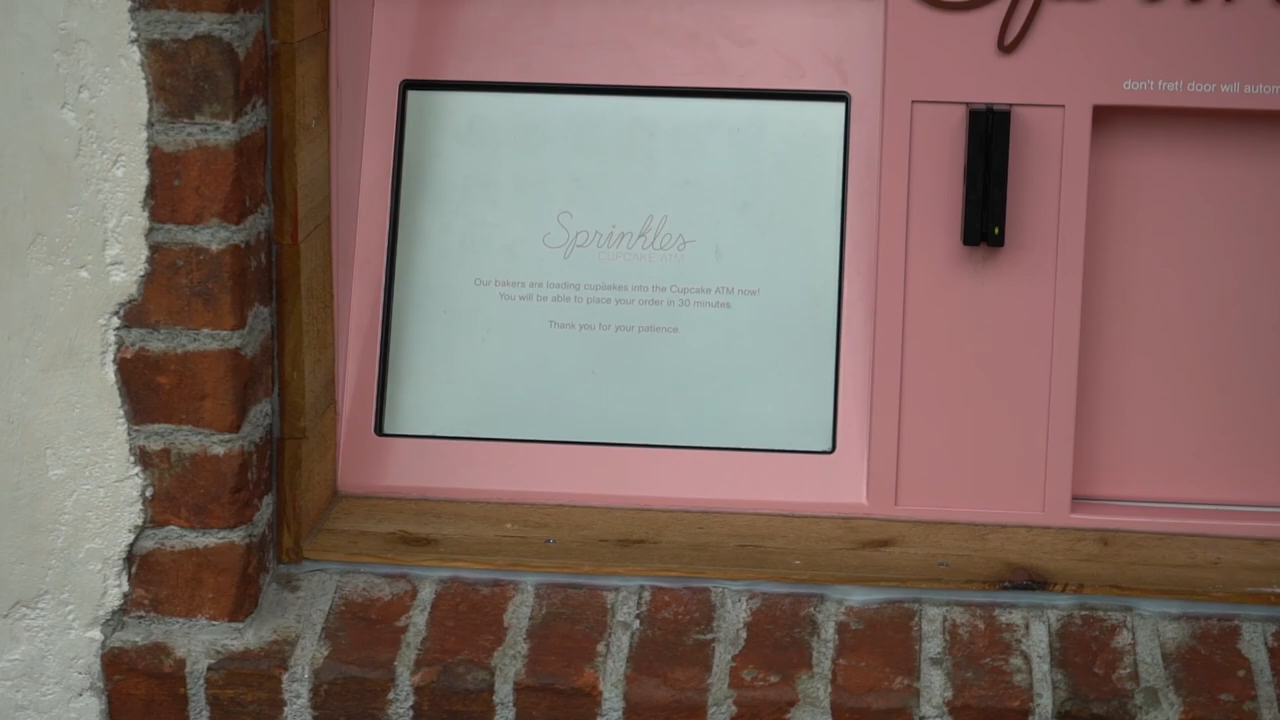 don't fret! door will autom
Sprinkles
CUPCAKE ATM
Our bakers are loading cupcakes into the Cupcake ATM now!
You will be able to place your order in 30 minutes.
Thank you for your patience.